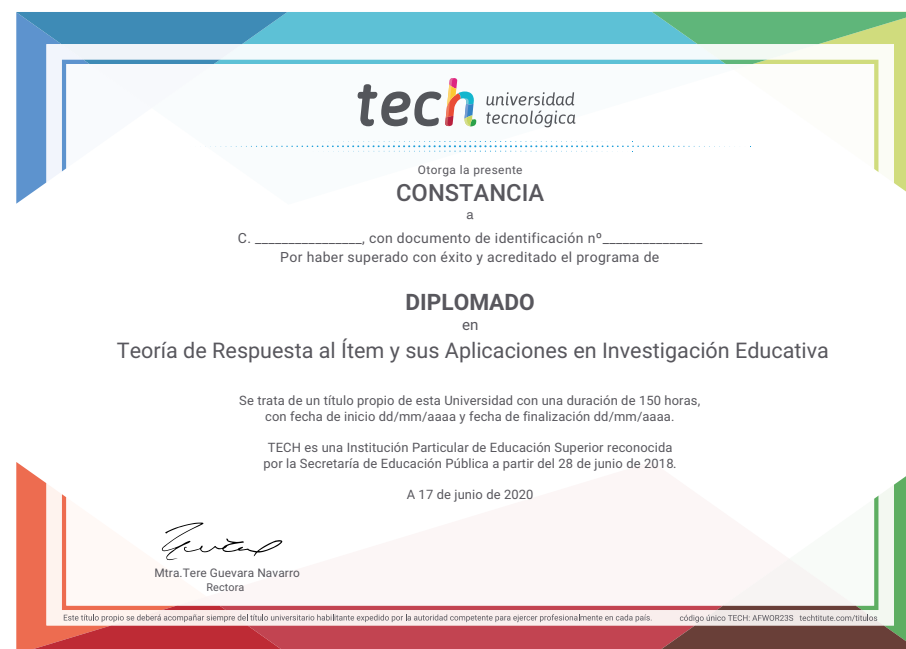 tech universidad
tecnológica
Otorga la presente
CONSTANCIA
a
C. ________________, con documento de identificación nº_______________
Por haber superado con éxito y acreditado el programa de
DIPLOMADO
en
Teoría de Respuesta al Ítem y sus Aplicaciones en Investigación Educativa
Se trata de un título propio de esta Universidad con una duración de 150 horas,
con fecha de inicio dd/mm/aaaa y fecha de finalización dd/mm/aaaa.
TECH es una Institución Particular de Educación Superior reconocida
por la Secretaría de Educación Pública a partir del 28 de junio de 2018.
A 17 de junio de 2020
Mtra.Tere Guevara Navarro
Rectora
Este título propio se deberá acompañar siempre del título universitario habilitante expedido por la autoridad competente para ejercer profesionalmente en cada país. código único TECH: AFWOR23S techtitute.com/titulos